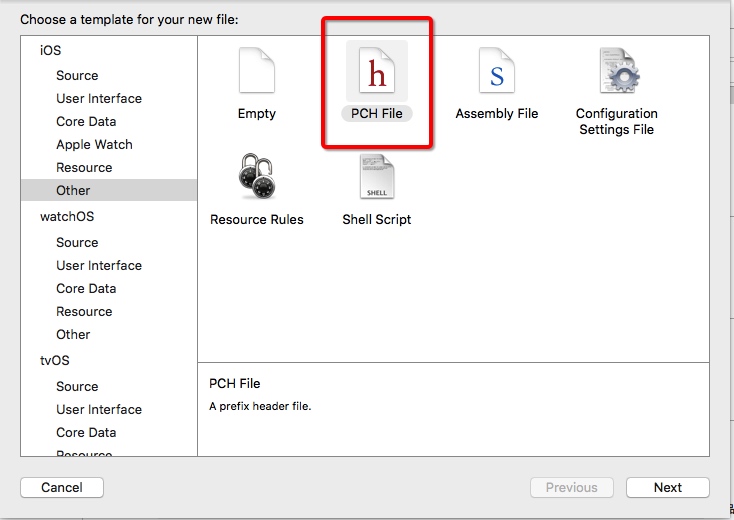 Choose a template for your new file:
iOS
Source
User Interface
Core Data
Apple Watch
Resource
Other
watchOS
Source
User Interface
Core Data
Resource
Other
tvOS
Source
User Interface
Core Data
Resource
Empty
h
PCH File
S
Assembly File
Configuration
Settings File
Resource Rules
SHELL
Shell Script
PCH File
A prefix header file.
Cancel
Previous
Next